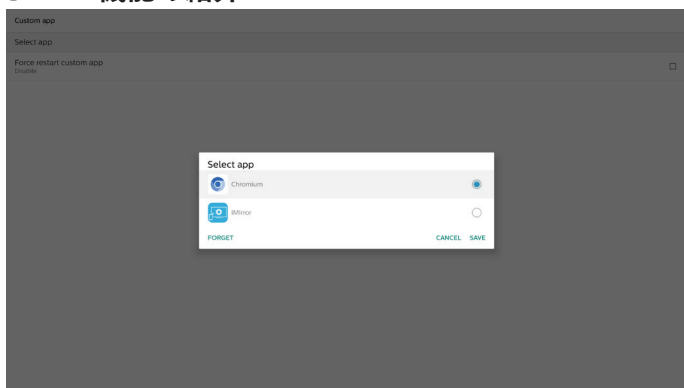 Custom app
Select app
Force restart custom app
Disable
Select app
Chromium
IMirror
FORGET CANCEL SAVE